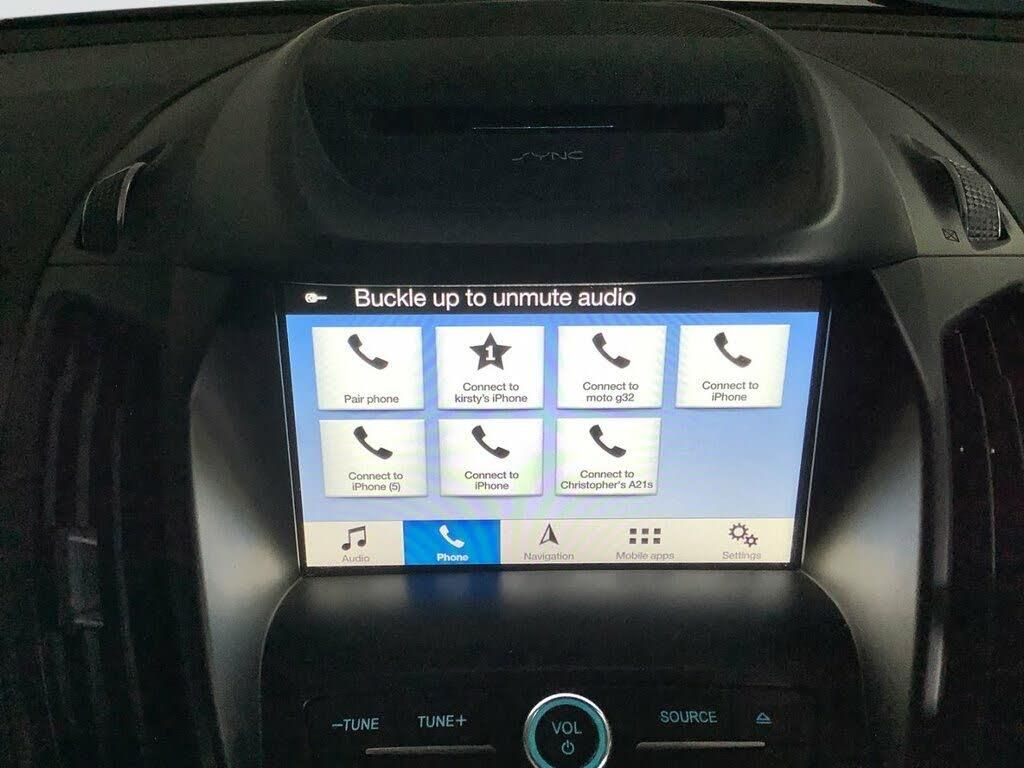 SYNC
Buckle up to unmute audio
Pair phone
1
Connect to
kirsty's iPhone
Connect to
moto g32
Connect to
iPhone
Connect to
iPhone (5)
Connect to
iPhone
Connect to
Christopher's A21s
Audio
Phone
Navigation
Mobile apps
Settings
–TUNE
TUNE+
VOL
SOURCE